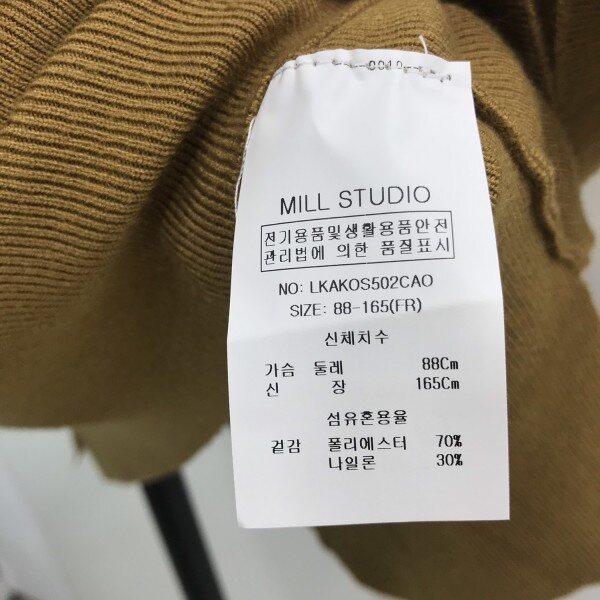 0010
MILL STUDIO
전기용품및생활용품안전
관리법에 의한 품질표시
NO: LKAKOS502CAO
SIZE: 88-165(FR)
신체치수
가슴 둘레 88Cm
신 장 165Cm
섬유혼용율
겉감 폴리에스터 70%
나일론 30%